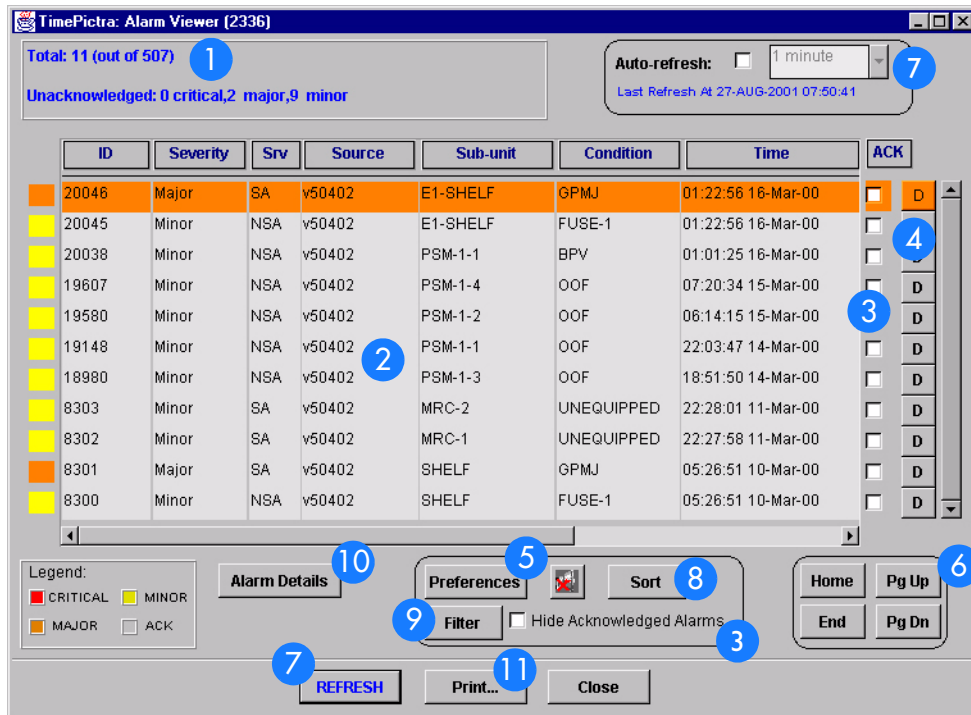 TimePictra: Alarm Viewer (2336)
Total: 11 (out of 507) 1
Unacknowledged: 0 critical,2 major,9 minor
Auto-refresh: 1 minute 7
Last Refresh At 27-AUG-2001 07:50:41
ID Severity Srv Source Sub-unit Condition Time ACK
20046 Major SA v50402 E1-SHELF GPMJ 01:22:56 16-Mar-00 D
20045 Minor NSA v50402 E1-SHELF FUSE-1 01:22:56 16-Mar-00 4
20038 Minor NSA v50402 PSM-1-1 BPV 01:01:25 16-Mar-00 D
19607 Minor NSA v50402 PSM-1-4 OOF 07:20:34 15-Mar-00 D
19580 Minor NSA v50402 PSM-1-2 OOF 06:14:15 15-Mar-00 3 D
19148 Minor NSA v50402 2 PSM-1-1 OOF 22:03:47 14-Mar-00 D
18980 Minor NSA v50402 PSM-1-3 OOF 18:51:50 14-Mar-00 D
8303 Minor SA v50402 MRC-2 UNEQUIPPED 22:28:01 11-Mar-00 D
8302 Minor SA v50402 MRC-1 UNEQUIPPED 22:27:58 11-Mar-00 D
8301 Major SA v50402 SHELF GPMJ 05:26:51 10-Mar-00 D
8300 Minor NSA v50402 SHELF FUSE-1 05:26:51 10-Mar-00 D
Legend:
CRITICAL MINOR
MAJOR ACK
Alarm Details 10
Preferences 5 Sort 8
9 Filter Hide Acknowledged Alarms 3
Home Pg Up 6
End Pg Dn
7 REFRESH Print... 11 Close